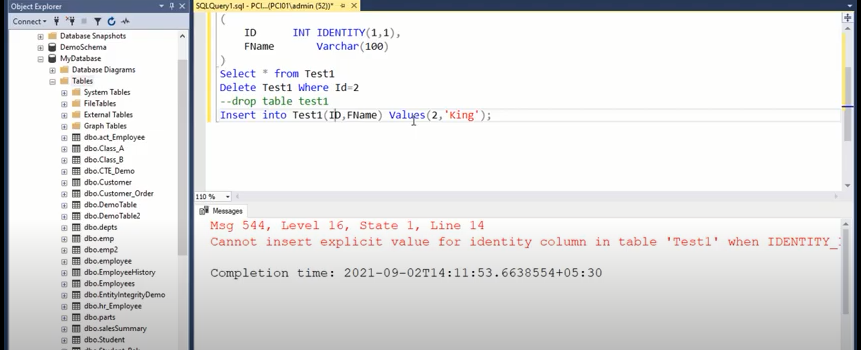 Object Explorer
Connect
Database Snapshots
DemoSchema
MyDatabase
Database Diagrams
Tables
System Tables
FileTables
External Tables
Graph Tables
dbo.act_Employee
dbo.Class_A
dbo.Class_B
dbo.CTE_Demo
dbo.Customer
dbo.Customer_Order
dbo.DemoTable
dbo.DemoTable2
dbo.depts
dbo.emp
dbo.emp2
dbo.employee
dbo.EmployeeHistory
dbo.Employees
dbo.EntityIntegrityDemo
dbo.hr_Employee
dbo.parts
dbo.salesSummary
dbo.Student
SQLQuery1.sql - PCI...(PCI01\admin (52))*
(
ID INT IDENTITY(1,1),
FName Varchar(100)
)
Select * from Test1
Delete Test1 Where Id=2
--drop table test1
Insert into Test1(ID,FName) Values(2,'King');
110 %
Messages
Msg 544, Level 16, State 1, Line 14
Cannot insert explicit value for identity column in table 'Test1' when IDENTITY_
Completion time: 2021-09-02T14:11:53.6638554+05:30